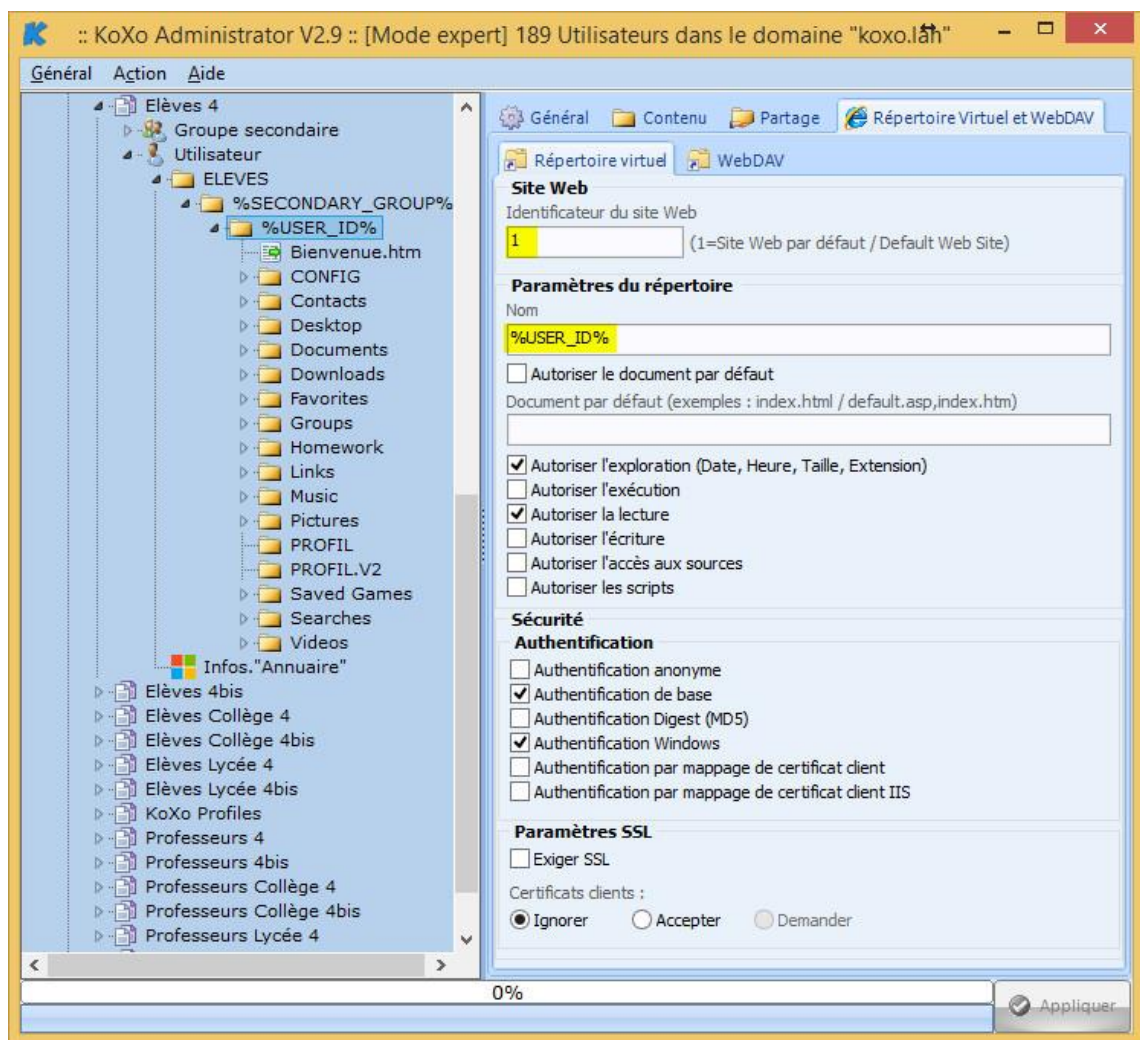 :: KoXo Administrator V2.9 :: [Mode expert] 189 Utilisateurs dans le domaine "koxo.lan"
Général Action Aide
Elèves 4
Groupe secondaire
Utilisateur
ELEVES
%SECONDARY_GROUP%
%USER_ID%
Bienvenue.htm
CONFIG
Contacts
Desktop
Documents
Downloads
Favorites
Groups
Homework
Links
Music
Pictures
PROFIL
PROFIL.V2
Saved Games
Searches
Videos
Infos."Annuaire"
Elèves 4bis
Elèves Collège 4
Elèves Collège 4bis
Elèves Lycée 4
Elèves Lycée 4bis
KoXo Profiles
Professeurs 4
Professeurs 4bis
Professeurs Collège 4
Professeurs Collège 4bis
Professeurs Lycée 4
Général Contenu Partage Répertoire Virtuel et WebDAV
Répertoire virtuel WebDAV
Site Web
Identificateur du site Web
1 (1=Site Web par défaut / Default Web Site)
Paramètres du répertoire
Nom
%USER_ID%
Autoriser le document par défaut
Document par défaut (exemples : index.html / default.asp,index.htm)
Autoriser l'exploration (Date, Heure, Taille, Extension)
Autoriser l'exécution
Autoriser la lecture
Autoriser l'écriture
Autoriser l'accès aux sources
Autoriser les scripts
Sécurité
Authentification
Authentification anonyme
Authentification de base
Authentification Digest (MD5)
Authentification Windows
Authentification par mappage de certificat client
Authentification par mappage de certificat client IIS
Paramètres SSL
Exiger SSL
Certificats clients :
Ignorer Accepter Demander
0%
Appliquer